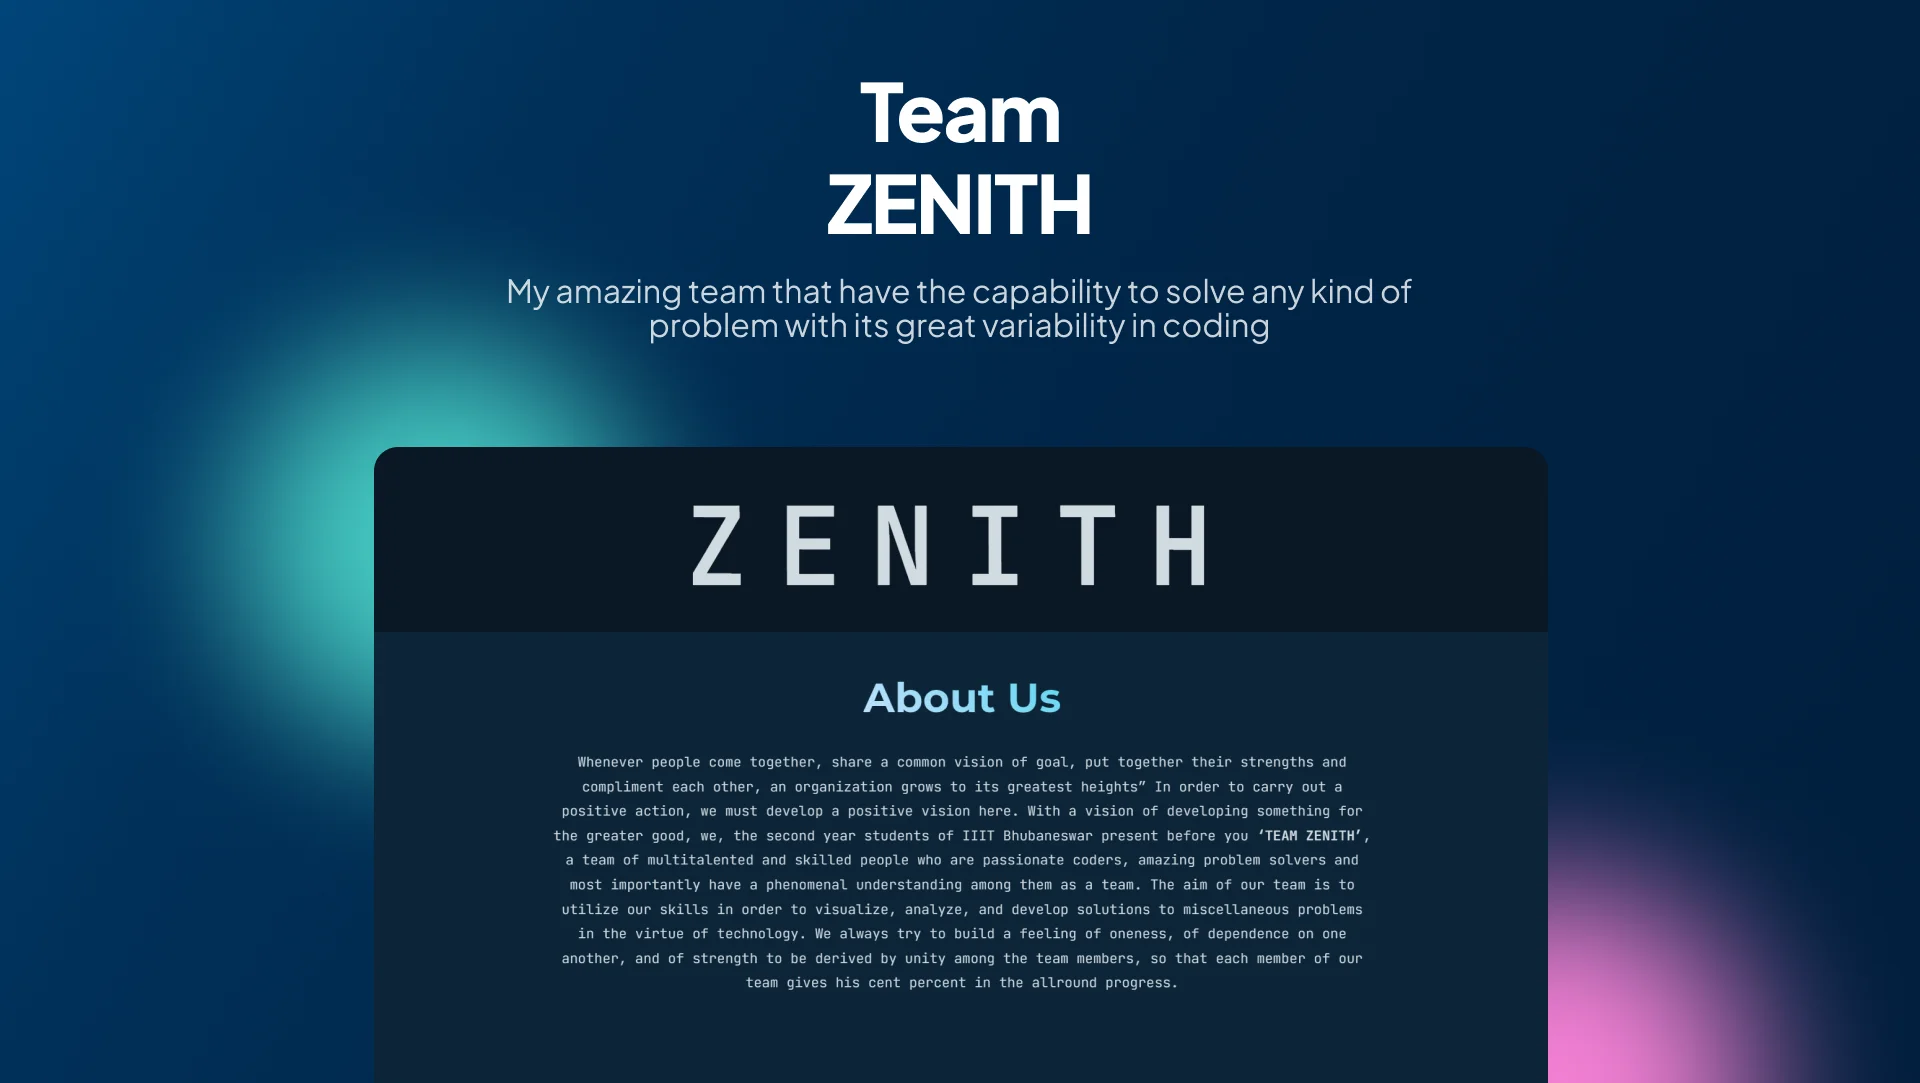 Team
ZENITH
My amazing team that have the capability to solve any kind of
problem with its great variability in coding
ZENITH
About Us
Whenever people come together, share a common vision of goal, put together their strengths and
compliment each other, an organization grows to its greatest heights” In order to carry out a
positive action, we must develop a positive vision here. With a vision of developing something for
the greater good, we, the second year students of IIIT Bhubaneswar present before you ‘TEAM ZENITH’,
a team of multitalented and skilled people who are passionate coders, amazing problem solvers and
most importantly have a phenomenal understanding among them as a team. The aim of our team is to
utilize our skills in order to visualize, analyze, and develop solutions to miscellaneous problems
in the virtue of technology. We always try to build a feeling of oneness, of dependence on one
another, and of strength to be derived by unity among the team members, so that each member of our
team gives his cent percent in the allround progress.